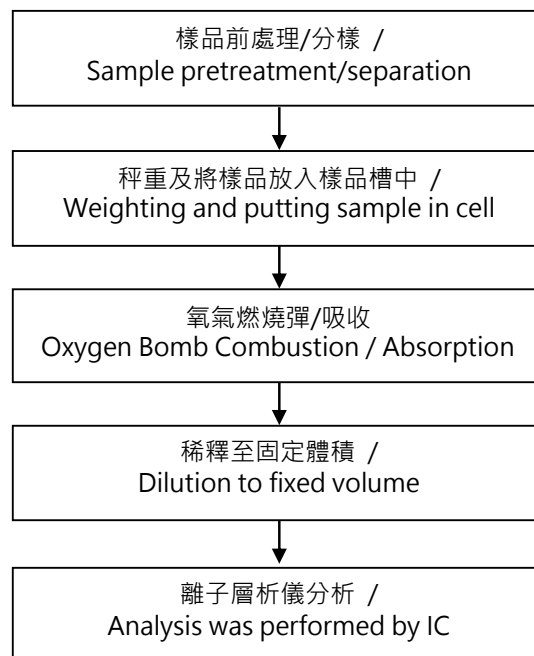 樣品前處理/分樣 /
Sample pretreatment/separation
秤重及將樣品放入樣品槽中 /
Weighting and putting sample in cell
氧氣燃燒彈/吸收
Oxygen Bomb Combustion / Absorption
稀釋至固定體積 /
Dilution to fixed volume
離子層析儀分析 /
Analysis was performed by IC